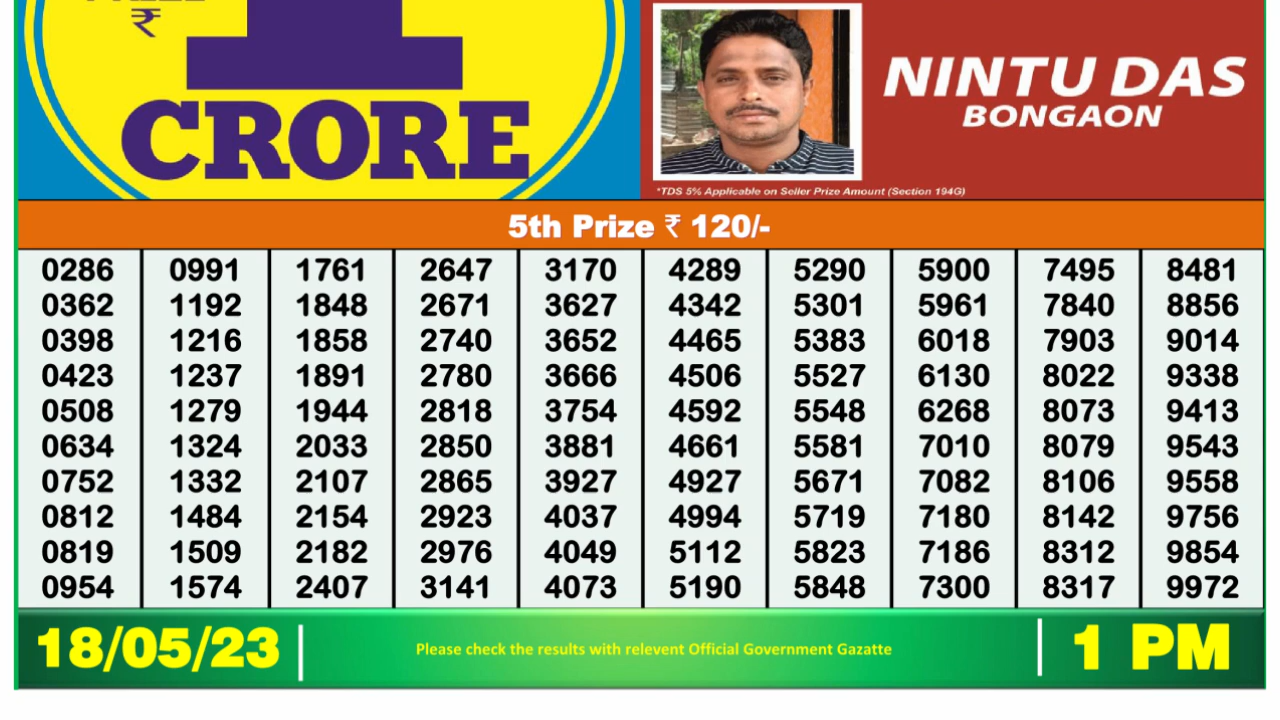 ₹
1
CRORE
NINTU DAS
BONGAON
*TDS 5% Applicable on Seller Prize Amount (Section 194G)
5th Prize ₹ 120/-
0286 0991 1761 2647 3170 4289 5290 5900 7495 8481
0362 1192 1848 2671 3627 4342 5301 5961 7840 8856
0398 1216 1858 2740 3652 4465 5383 6018 7903 9014
0423 1237 1891 2780 3666 4506 5527 6130 8022 9338
0508 1279 1944 2818 3754 4592 5548 6268 8073 9413
0634 1324 2033 2850 3881 4661 5581 7010 8079 9543
0752 1332 2107 2865 3927 4927 5671 7082 8106 9558
0812 1484 2154 2923 4037 4994 5719 7180 8142 9756
0819 1509 2182 2976 4049 5112 5823 7186 8312 9854
0954 1574 2407 3141 4073 5190 5848 7300 8317 9972
18/05/23 Please check the results with relevent Official Government Gazatte 1 PM